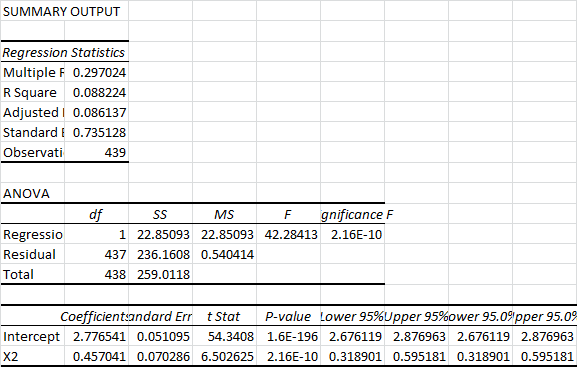 SUMMARY OUTPUT
Regression Statistics
Multiple F 0.297024
R Square 0.088224
Adjusted I 0.086137
Standard E 0.735128
Observati 439
ANOVA
df SS MS F gnificance F
Regressio 1 22.85093 22.85093 42.28413 2.16E-10
Residual 437 236.1608 0.540414
Total 438 259.0118
Coefficients andard Err t Stat P-value Lower 95% Upper 95% ower 95.0% pper 95.0%
Intercept 2.776541 0.051095 54.3408 1.6E-196 2.676119 2.876963 2.676119 2.876963
X2 0.457041 0.070286 6.502625 2.16E-10 0.318901 0.595181 0.318901 0.595181